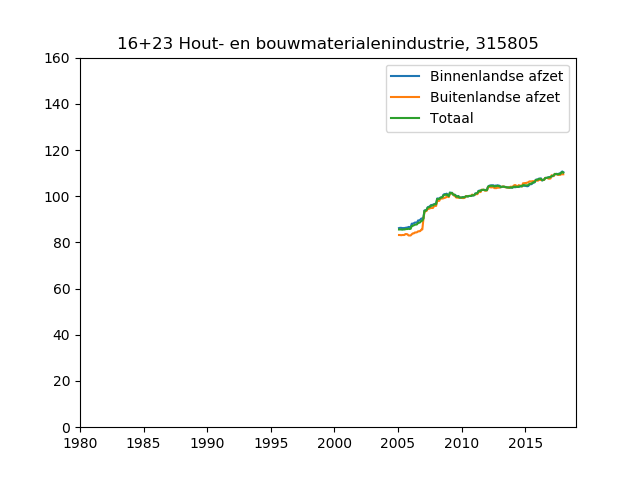 16+23 Hout- en bouwmaterialenindustrie, 315805
Binnenlandse afzet
Buitenlandse afzet
Totaal
160
140
120
100
80
60
40
20
0
1980 1985 1990 1995 2000 2005 2010 2015